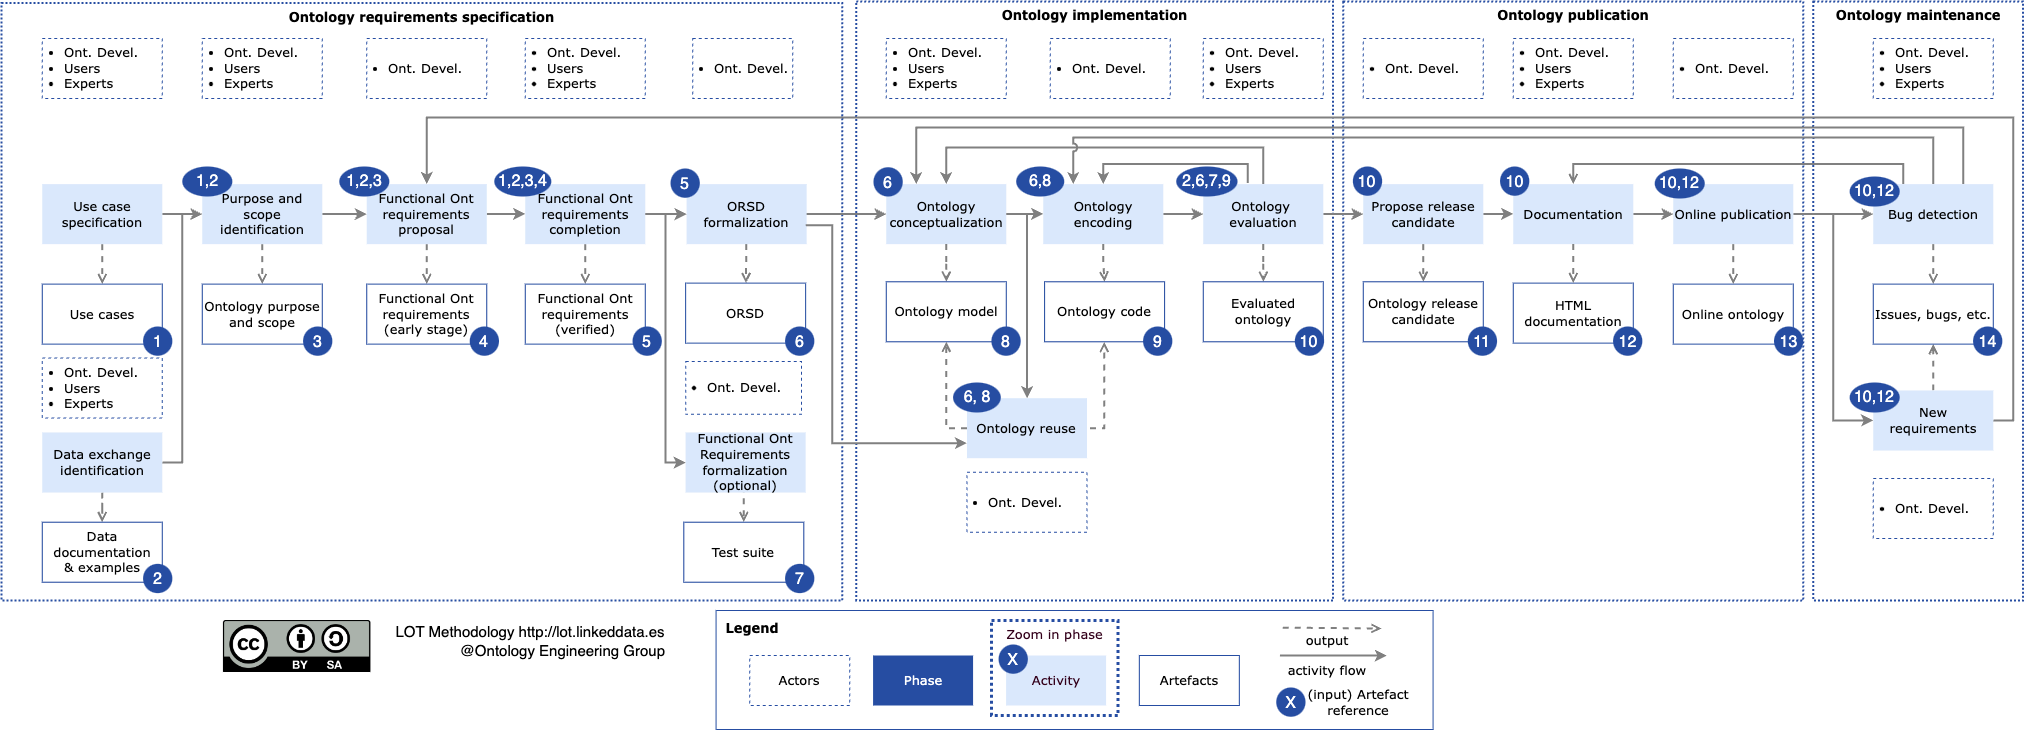 Ontology requirements specification
Ontology implementation
Ontology publication
Ontology maintenance
• Ont. Devel.
• Users
• Experts
• Ont. Devel.
• Users
• Experts
• Ont. Devel.
• Ont. Devel.
• Users
• Experts
• Ont. Devel.
• Ont. Devel.
• Users
• Experts
• Ont. Devel.
• Ont. Devel.
• Users
• Experts
• Ont. Devel.
• Ont. Devel.
• Users
• Experts
• Ont. Devel.
• Ont. Devel.
• Users
• Experts
Use case
specification
1,2
Purpose and
scope
identification
1,2,3
Functional Ont
requirements
proposal
1,2,3,4
Functional Ont
requirements
completion
5
ORSD
formalization
6
Ontology
conceptualization
6,8
Ontology
encoding
2,6,7,9
Ontology
evaluation
10
Propose release
candidate
10
Documentation
10,12
Online publication
10,12
Bug detection
Use cases
1
Ontology purpose
and scope
3
Functional Ont
requirements
(early stage)
4
Functional Ont
requirements
(verified)
5
ORSD
6
Ontology model
8
Ontology code
9
Evaluated
ontology
10
Ontology release
candidate
11
HTML
documentation
12
Online ontology
13
Issues, bugs, etc.
14
• Ont. Devel.
• Users
• Experts
• Ont. Devel.
6, 8
Ontology reuse
10,12
New
requirements
Data exchange
identification
Functional Ont
Requirements
formalization
(optional)
• Ont. Devel.
• Ont. Devel.
Data
documentation
& examples
2
Test suite
7
cc
BY SA
LOT Methodology http://lot.linkeddata.es
@Ontology Engineering Group
Legend
Actors
Phase
Zoom in phase
X
Activity
Artefacts
output
activity flow
X
(input) Artefact
reference